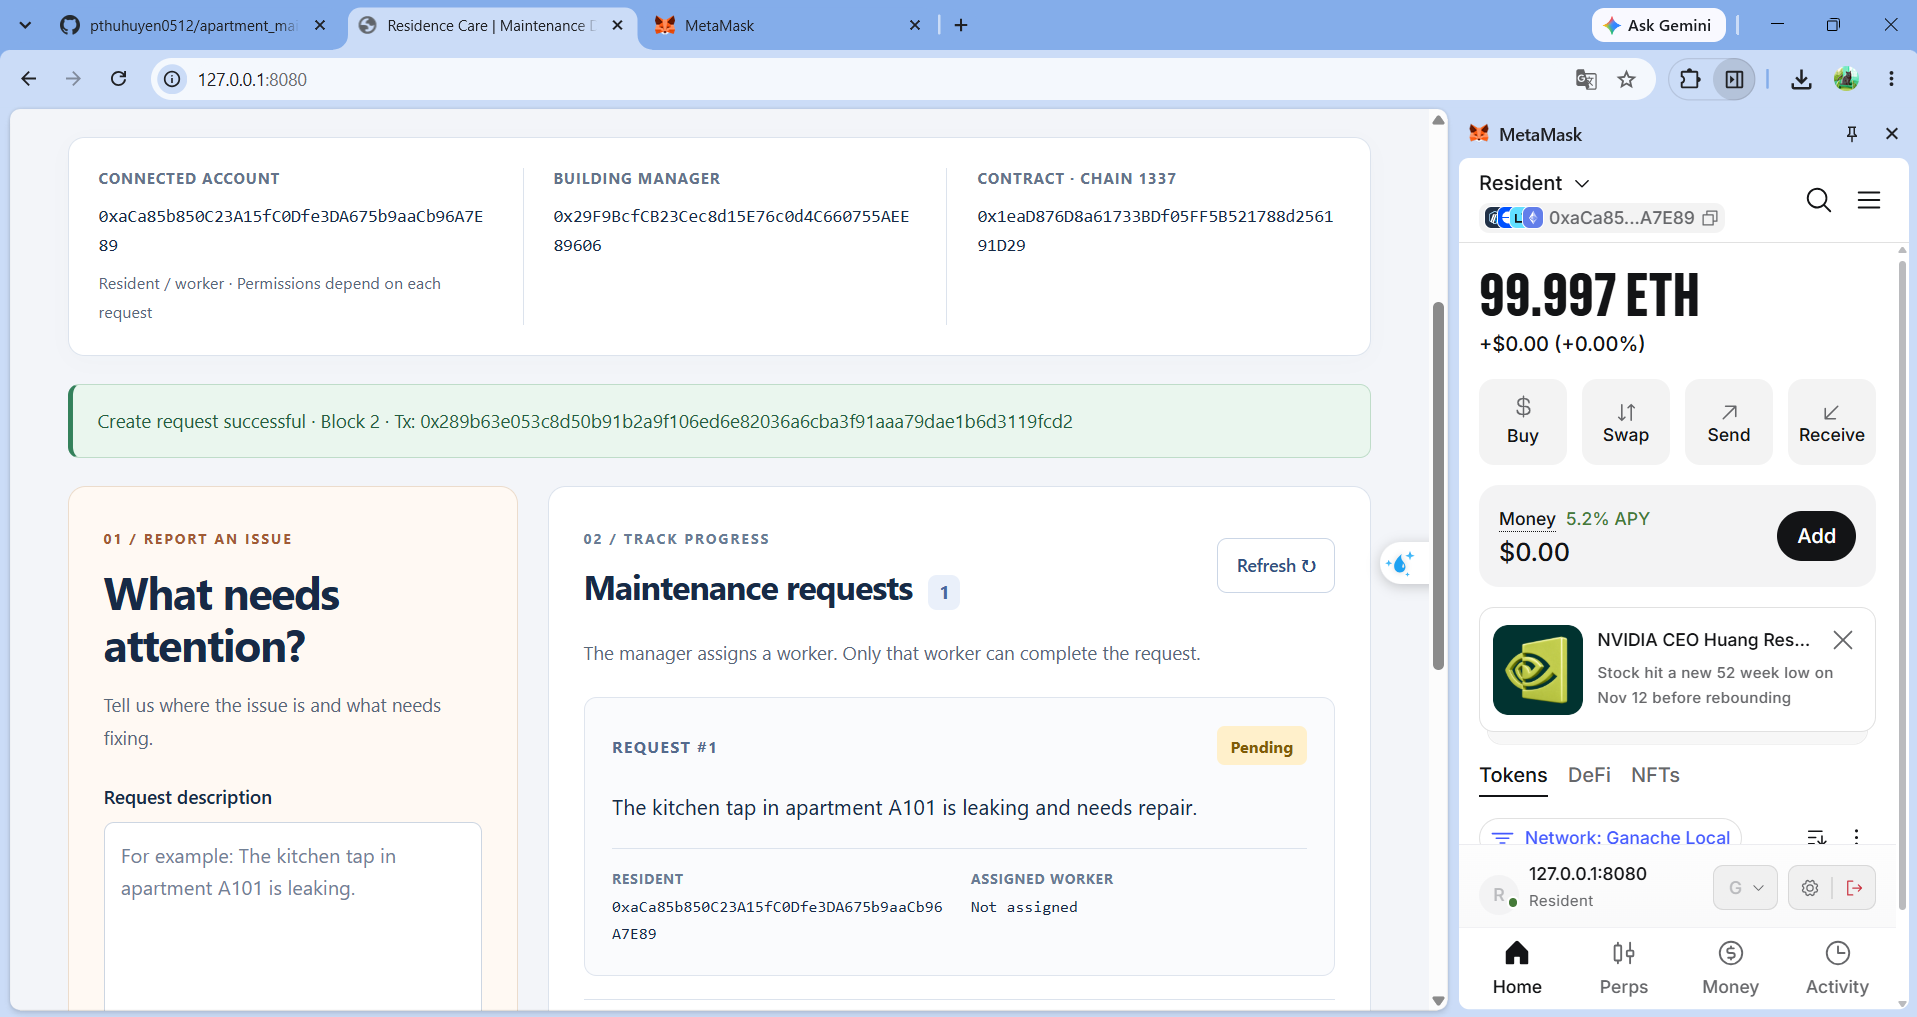 pthuhuyen0512/apartment_mai
Residence Care | Maintenance D
MetaMask
Ask Gemini
127.0.0.1:8080
CONNECTED ACCOUNT
0xaCa85b850C23A15fC0Dfe3DA675b9aaCb96A7E
89
Resident / worker · Permissions depend on each
request
BUILDING MANAGER
0x29F9BcfCB23Cec8d15E76c0d4C660755AEE
89606
CONTRACT · CHAIN 1337
0x1eaD876D8a61733BDf05FF5B521788d2561
91D29
Create request successful · Block 2 · Tx: 0x289b63e053c8d50b91b2a9f106ed6e82036a6cba3f91aaa79dae1b6d3119fcd2
01 / REPORT AN ISSUE
What needs
attention?
Tell us where the issue is and what needs
fixing.
Request description
For example: The kitchen tap in
apartment A101 is leaking.
02 / TRACK PROGRESS
Maintenance requests 1
Refresh ↻
The manager assigns a worker. Only that worker can complete the request.
REQUEST #1
Pending
The kitchen tap in apartment A101 is leaking and needs repair.
RESIDENT
0xaCa85b850C23A15fC0Dfe3DA675b9aaCb96
A7E89
ASSIGNED WORKER
Not assigned
MetaMask
Resident
0xaCa85...A7E89
99.997 ETH
+$0.00 (+0.00%)
Buy
Swap
Send
Receive
Money 5.2% APY
$0.00
Add
NVIDIA CEO Huang Res...
Stock hit a new 52 week low on
Nov 12 before rebounding
Tokens DeFi NFTs
Network: Ganache Local
R
127.0.0.1:8080
Resident
G
Home
Perps
Money
Activity